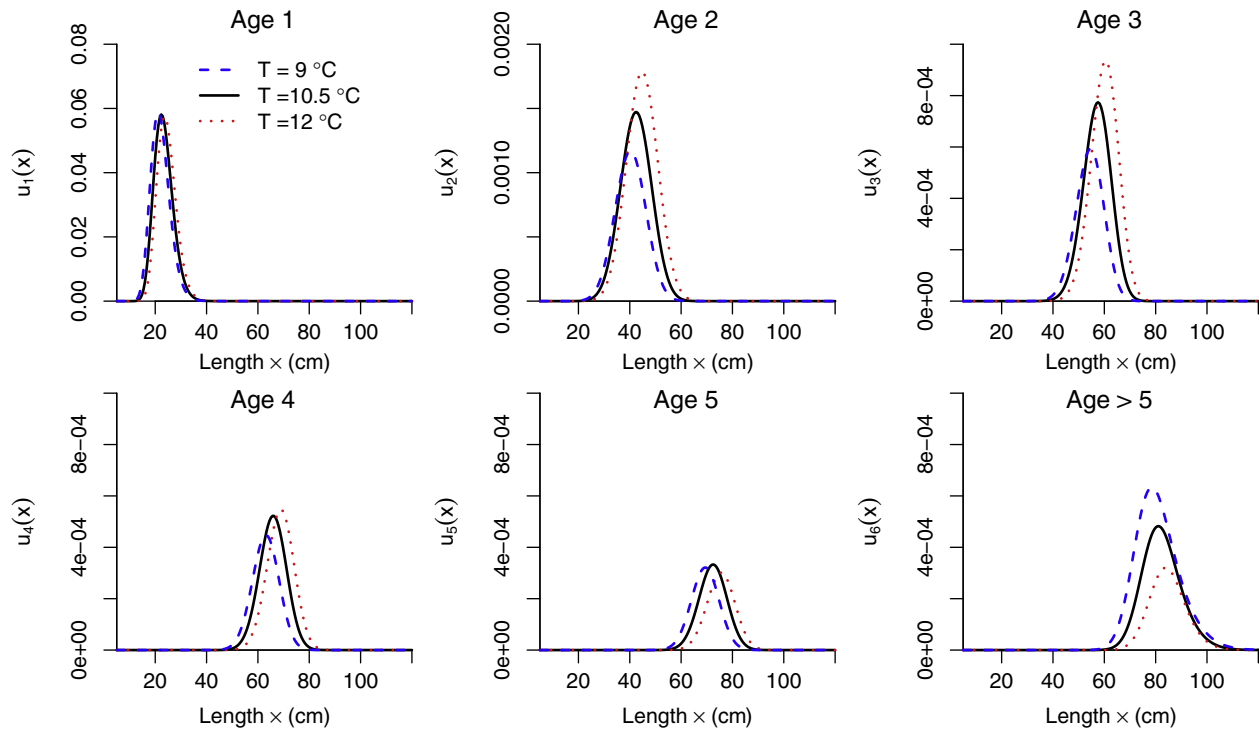 Age 1
Age 2
Age 3
0.08
0.06
0.04
0.02
0.00
u1(x)
T = 9 °C
T =10.5 °C
T =12 °C
20 40 60 80 100
Length × (cm)
0.0020
0.0010
0.0000
u2(x)
20 40 60 80 100
Length × (cm)
8e−04
4e−04
0e+00
u3(x)
20 40 60 80 100
Length × (cm)
Age 4
Age 5
Age > 5
8e−04
4e−04
0e+00
u4(x)
20 40 60 80 100
Length × (cm)
8e−04
4e−04
0e+00
u5(x)
20 40 60 80 100
Length × (cm)
8e−04
4e−04
0e+00
u6(x)
20 40 60 80 100
Length × (cm)